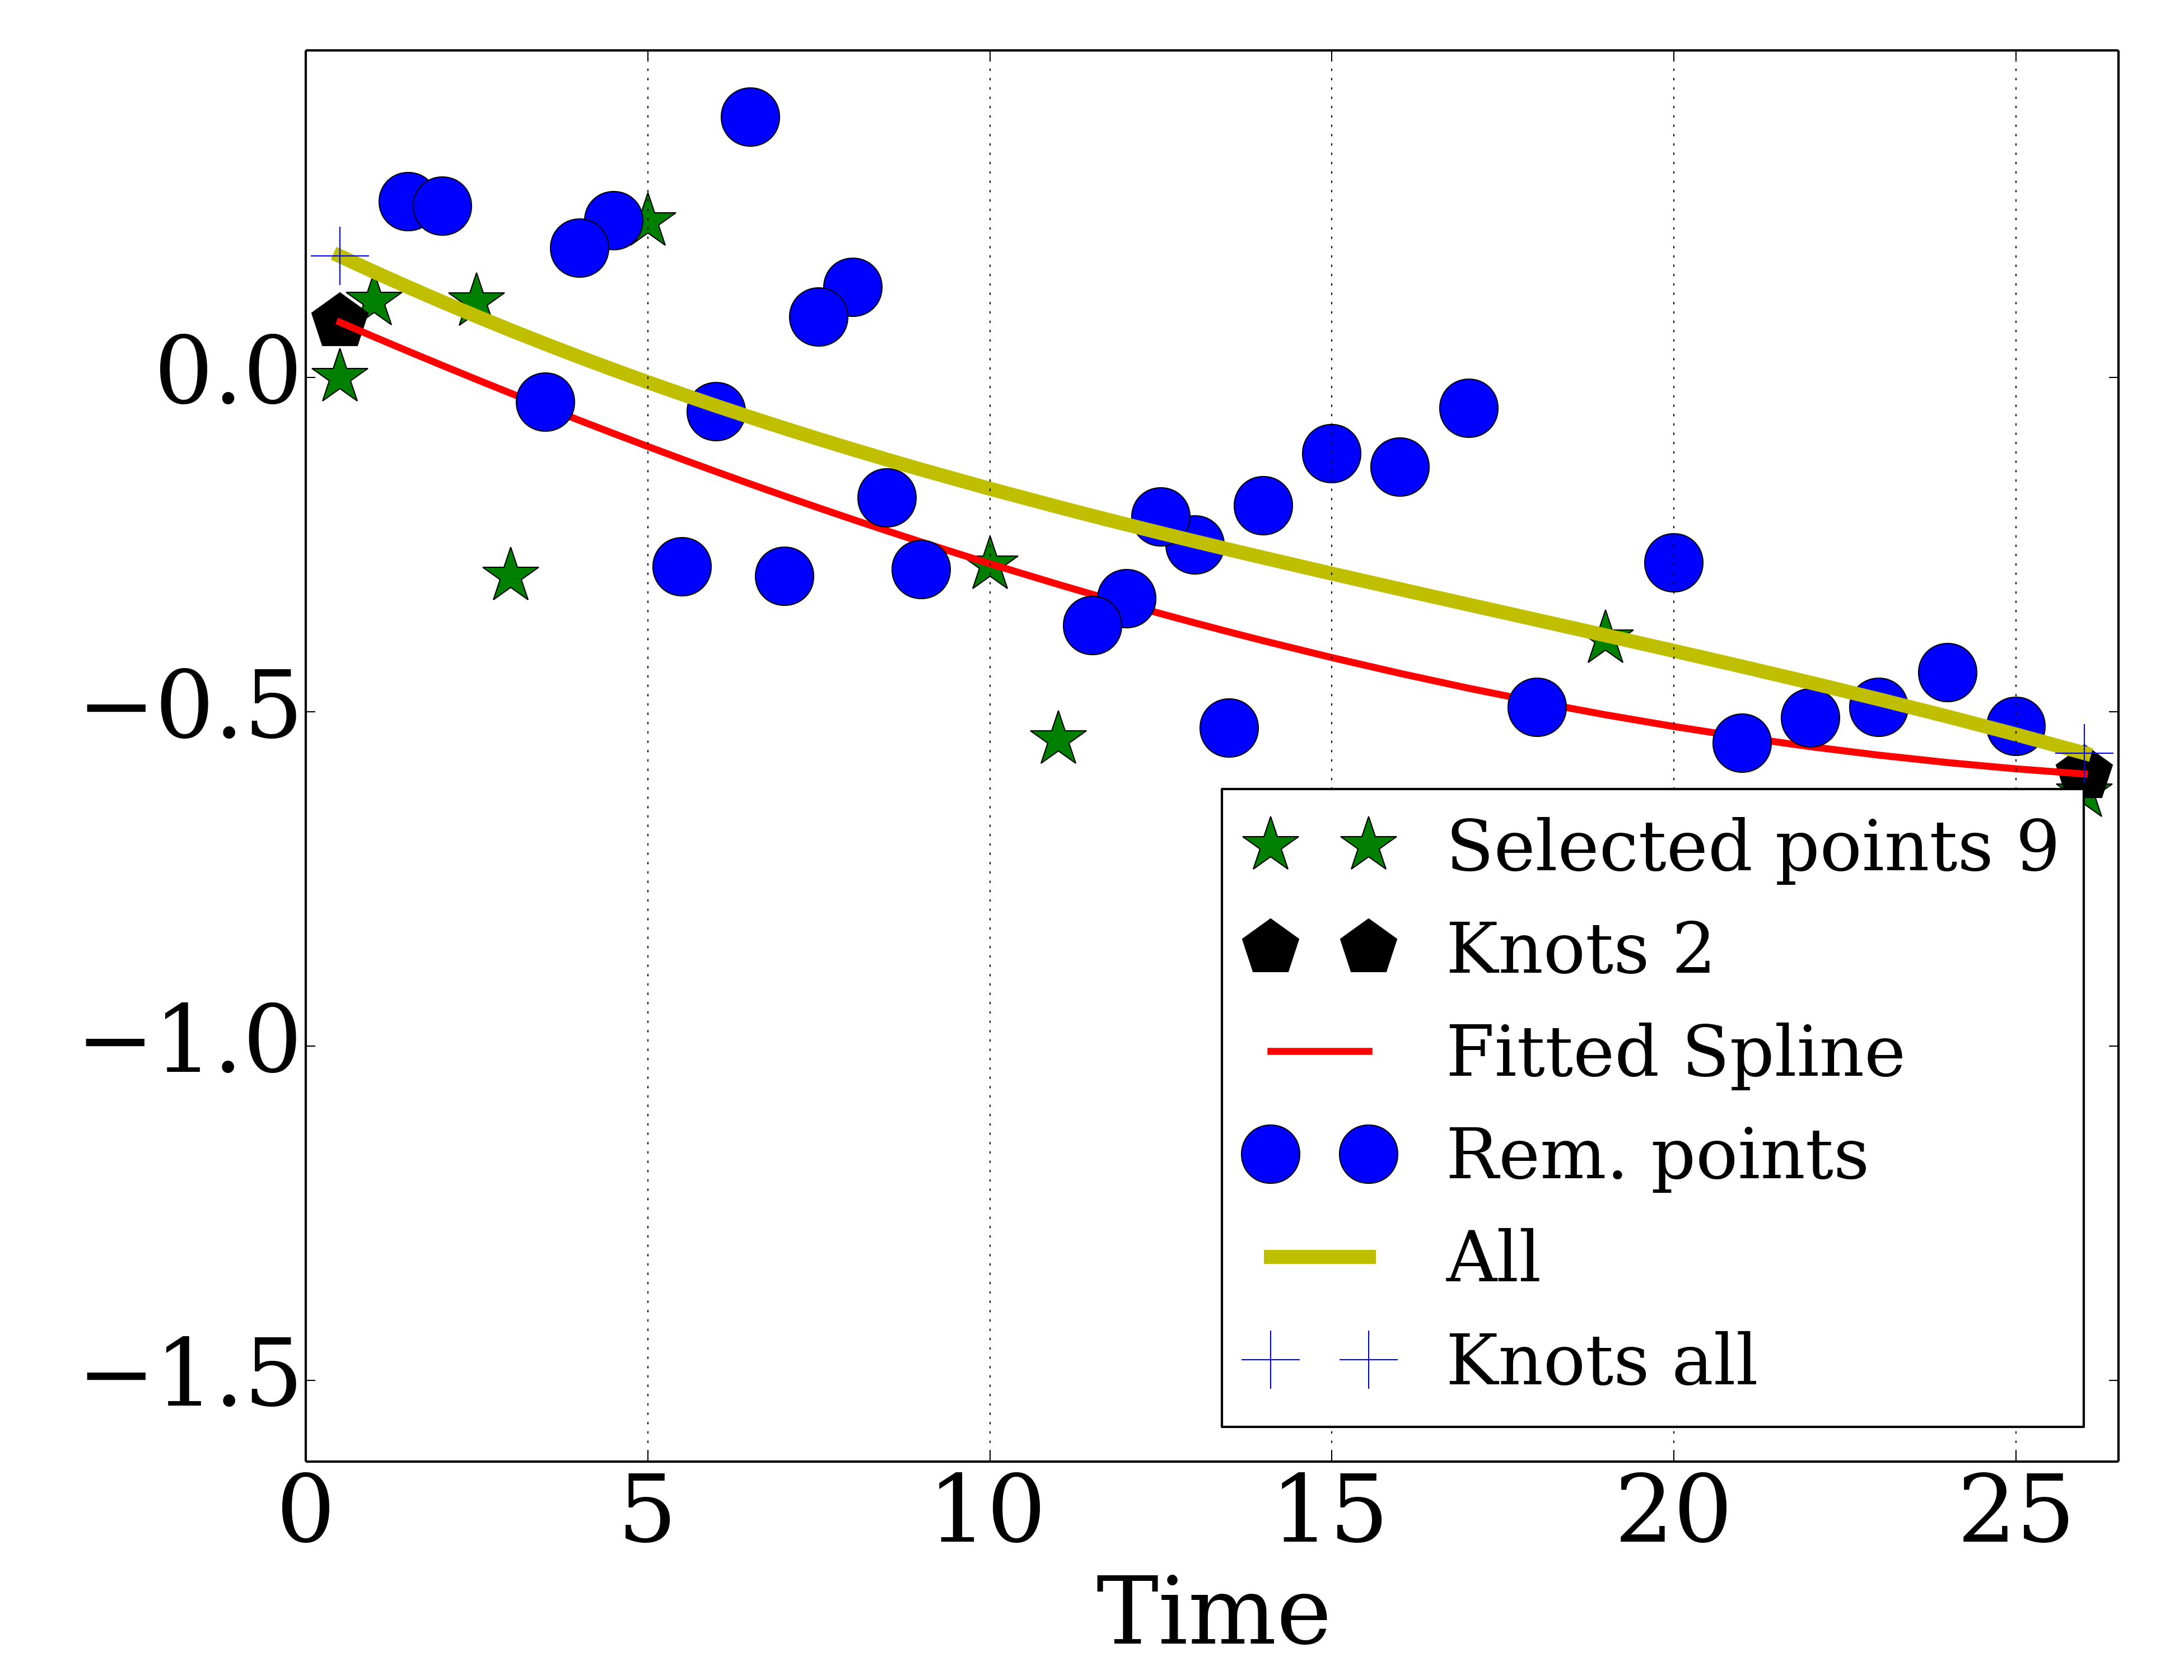 0.0
−0.5
−1.0
−1.5
Selected points 9
Knots 2
Fitted Spline
Rem. points
All
Knots all
0 5 10 15 20 25
Time